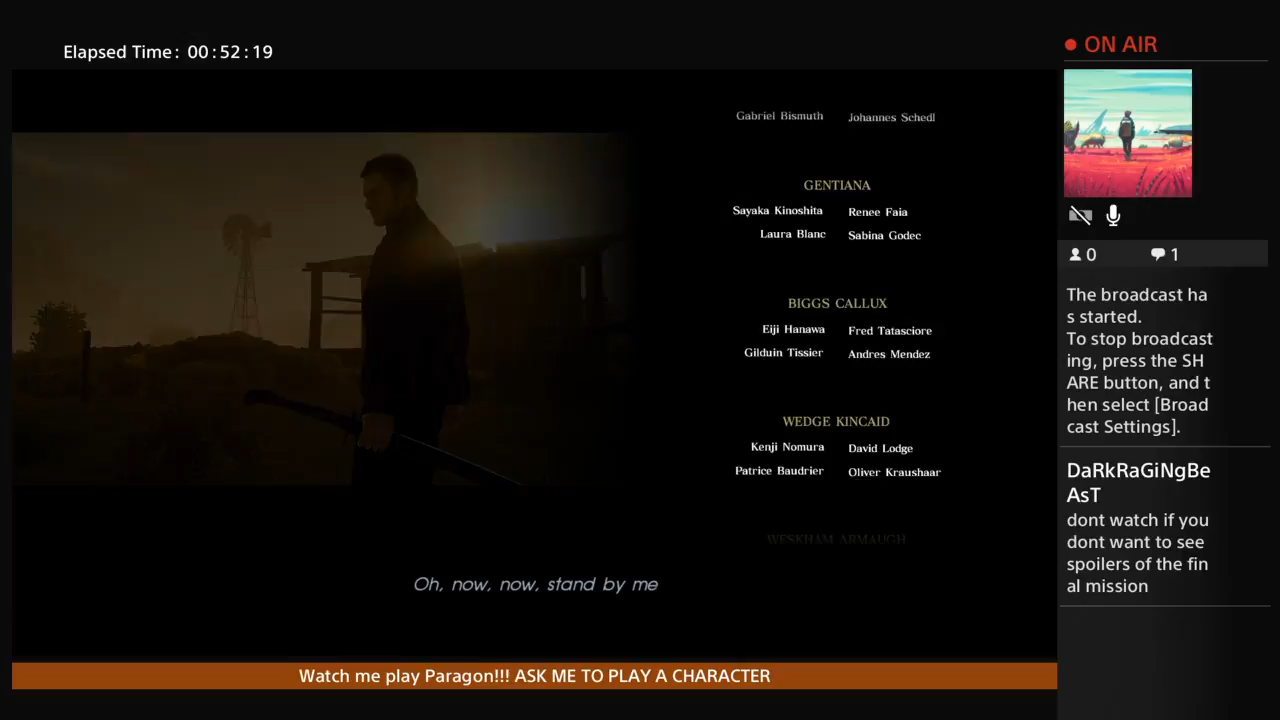 Elapsed Time: 00:52:19
ON AIR
Gabriel Bismuth Johannes Schedl
GENTIANA
Sayaka Kinoshita Renee Faia
Laura Blanc Sabina Godec
BIGGS CALLUX
Eiji Hanawa Fred Tatasciore
Gilduin Tissier Andres Mendez
WEDGE KINCAID
Kenji Nomura David Lodge
Patrice Baudrier Oliver Kraushaar
WESKHAM ARMAUGH
Oh, now, now, stand by me
Watch me play Paragon!!! ASK ME TO PLAY A CHARACTER
0 1
The broadcast ha
s started.
To stop broadcast
ing, press the SH
ARE button, and t
hen select [Broad
cast Settings].
DaRkRaGiNgBe
AsT
dont watch if you
dont want to see
spoilers of the fin
al mission